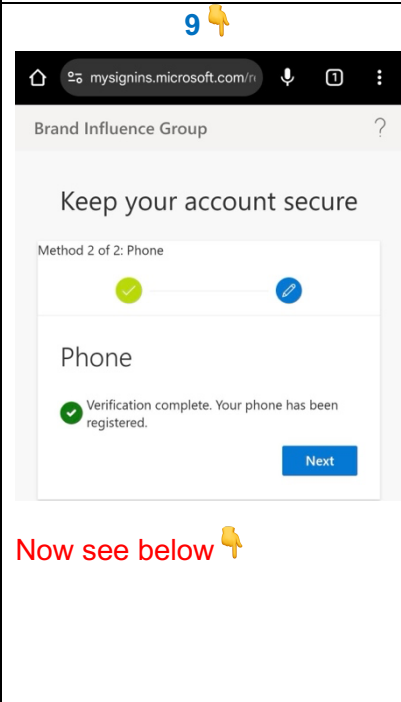 9👇
mysignins.microsoft.com/r
1
Brand Influence Group
?
Keep your account secure
Method 2 of 2: Phone
Phone
Verification complete. Your phone has been
registered.
Next
Now see below👇